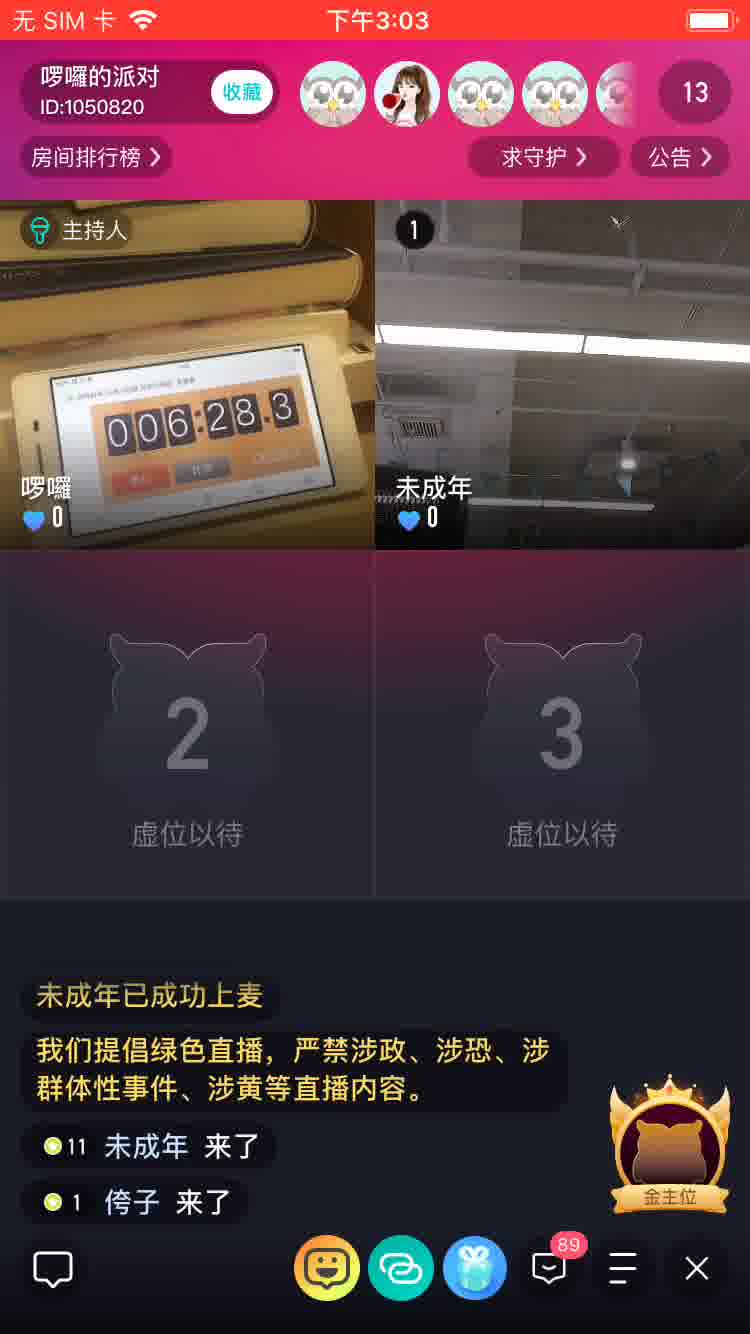 无 SIM 卡
下午3:03
啰囉的派对
收藏
ID:1050820
13
房间排行榜
求守护
公告
主持人
1
006:28.3
啰囉
0
未成年
0
2
3
虚位以待
虚位以待
未成年已成功上麦
我们提倡绿色直播，严禁涉政、涉恐、涉
群体性事件、涉黄等直播内容。
11 未成年 来了
1 侉子 来了
金主位
89